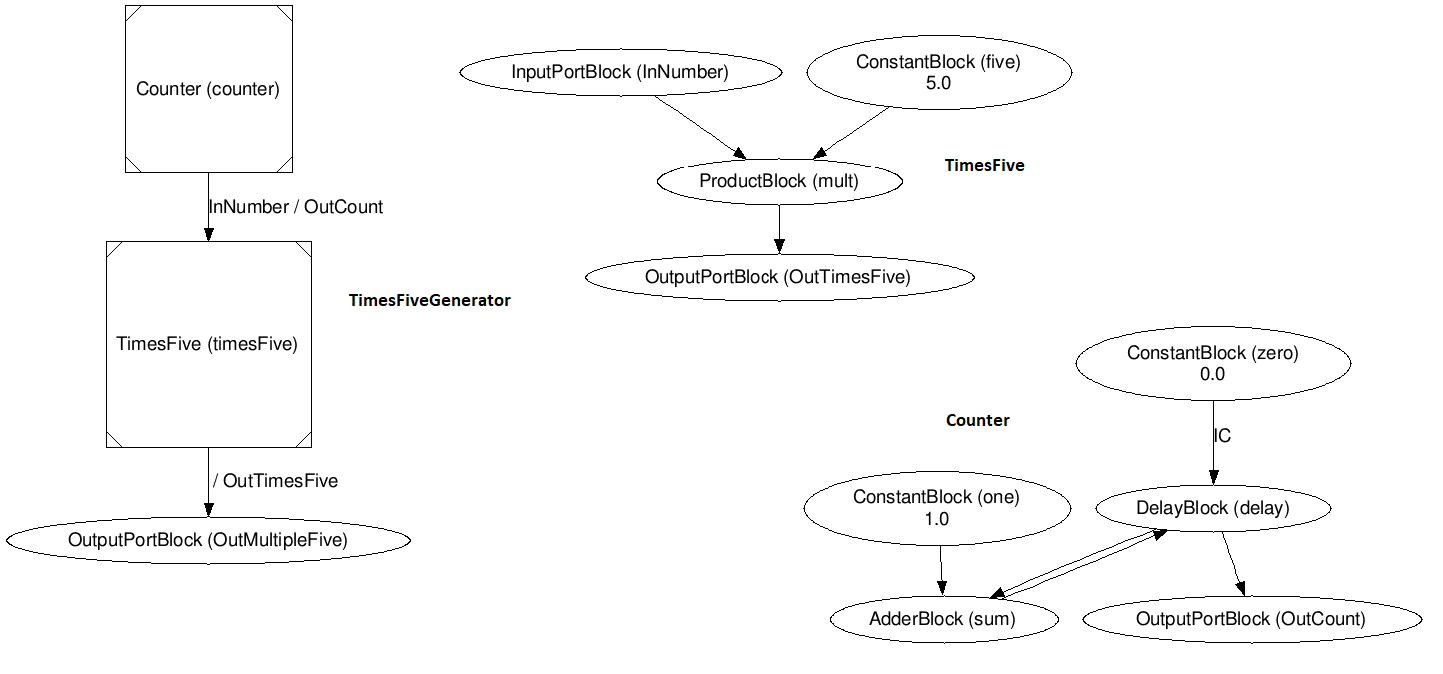 Counter (counter)
InNumber / OutCount
TimesFive (timesFive)
TimesFiveGenerator
/ OutTimesFive
OutputPortBlock (OutMultipleFive)
InputPortBlock (InNumber)
ConstantBlock (five)
5.0
ProductBlock (mult)
TimesFive
OutputPortBlock (OutTimesFive)
ConstantBlock (zero)
0.0
Counter
IC
ConstantBlock (one)
1.0
DelayBlock (delay)
AdderBlock (sum)
OutputPortBlock (OutCount)